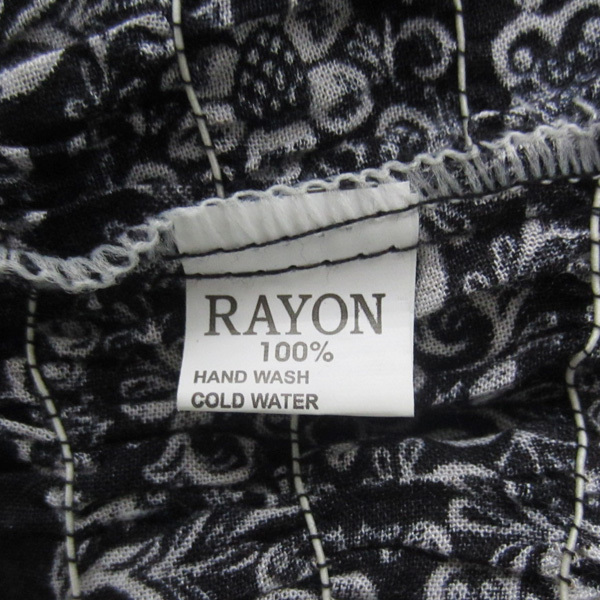 RAYON
100%
HAND WASH
COLD WATER